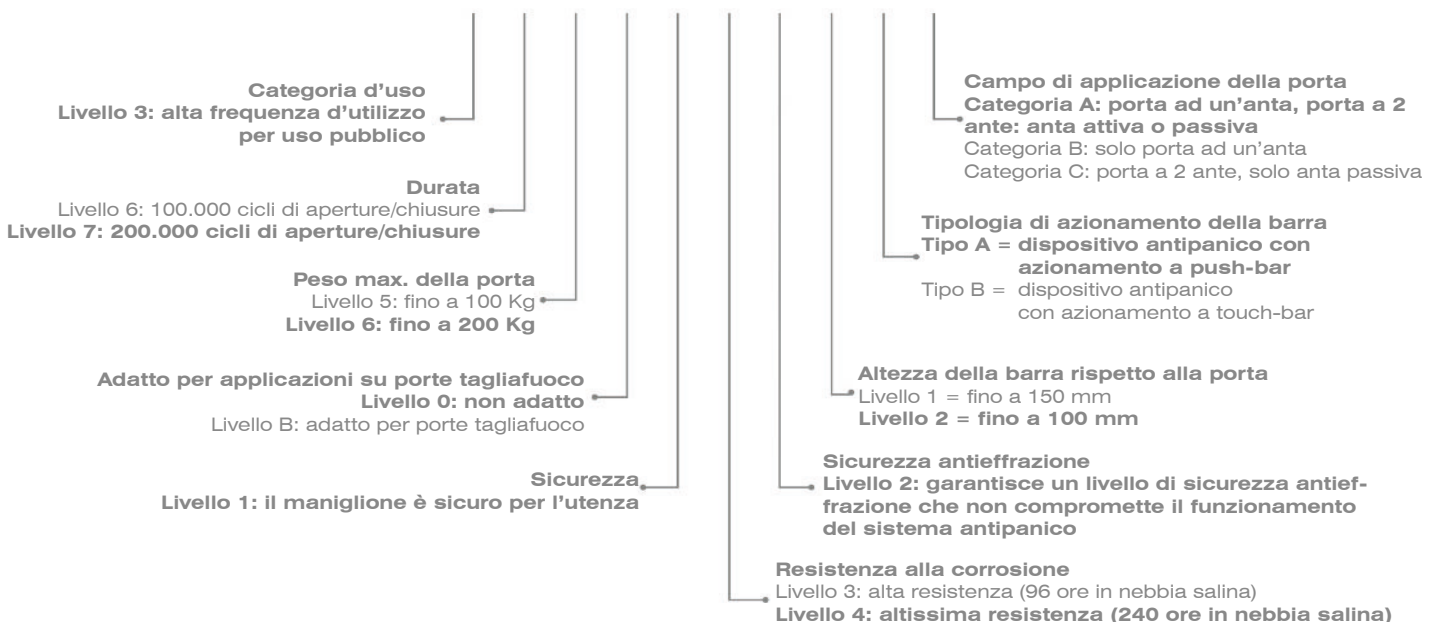 Categoria d'uso
Livello 3: alta frequenza d'utilizzo
per uso pubblico
Durata
Livello 6: 100.000 cicli di aperture/chiusure
Livello 7: 200.000 cicli di aperture/chiusure
Peso max. della porta
Livello 5: fino a 100 Kg
Livello 6: fino a 200 Kg
Adatto per applicazioni su porte tagliafuoco
Livello 0: non adatto
Livello B: adatto per porte tagliafuoco
Sicurezza
Livello 1: il maniglione è sicuro per l'utenza
Campo di applicazione della porta
Categoria A: porta ad un'anta, porta a 2
ante: anta attiva o passiva
Categoria B: solo porta ad un'anta
Categoria C: porta a 2 ante, solo anta passiva
Tipologia di azionamento della barra
Tipo A = dispositivo antipanico con
azionamento a push-bar
Tipo B = dispositivo antipanico
con azionamento a touch-bar
Altezza della barra rispetto alla porta
Livello 1 = fino a 150 mm
Livello 2 = fino a 100 mm
Sicurezza antieffrazione
Livello 2: garantisce un livello di sicurezza antief-
frazione che non compromette il funzionamento
del sistema antipanico
Resistenza alla corrosione
Livello 3: alta resistenza (96 ore in nebbia salina)
Livello 4: altissima resistenza (240 ore in nebbia salina)